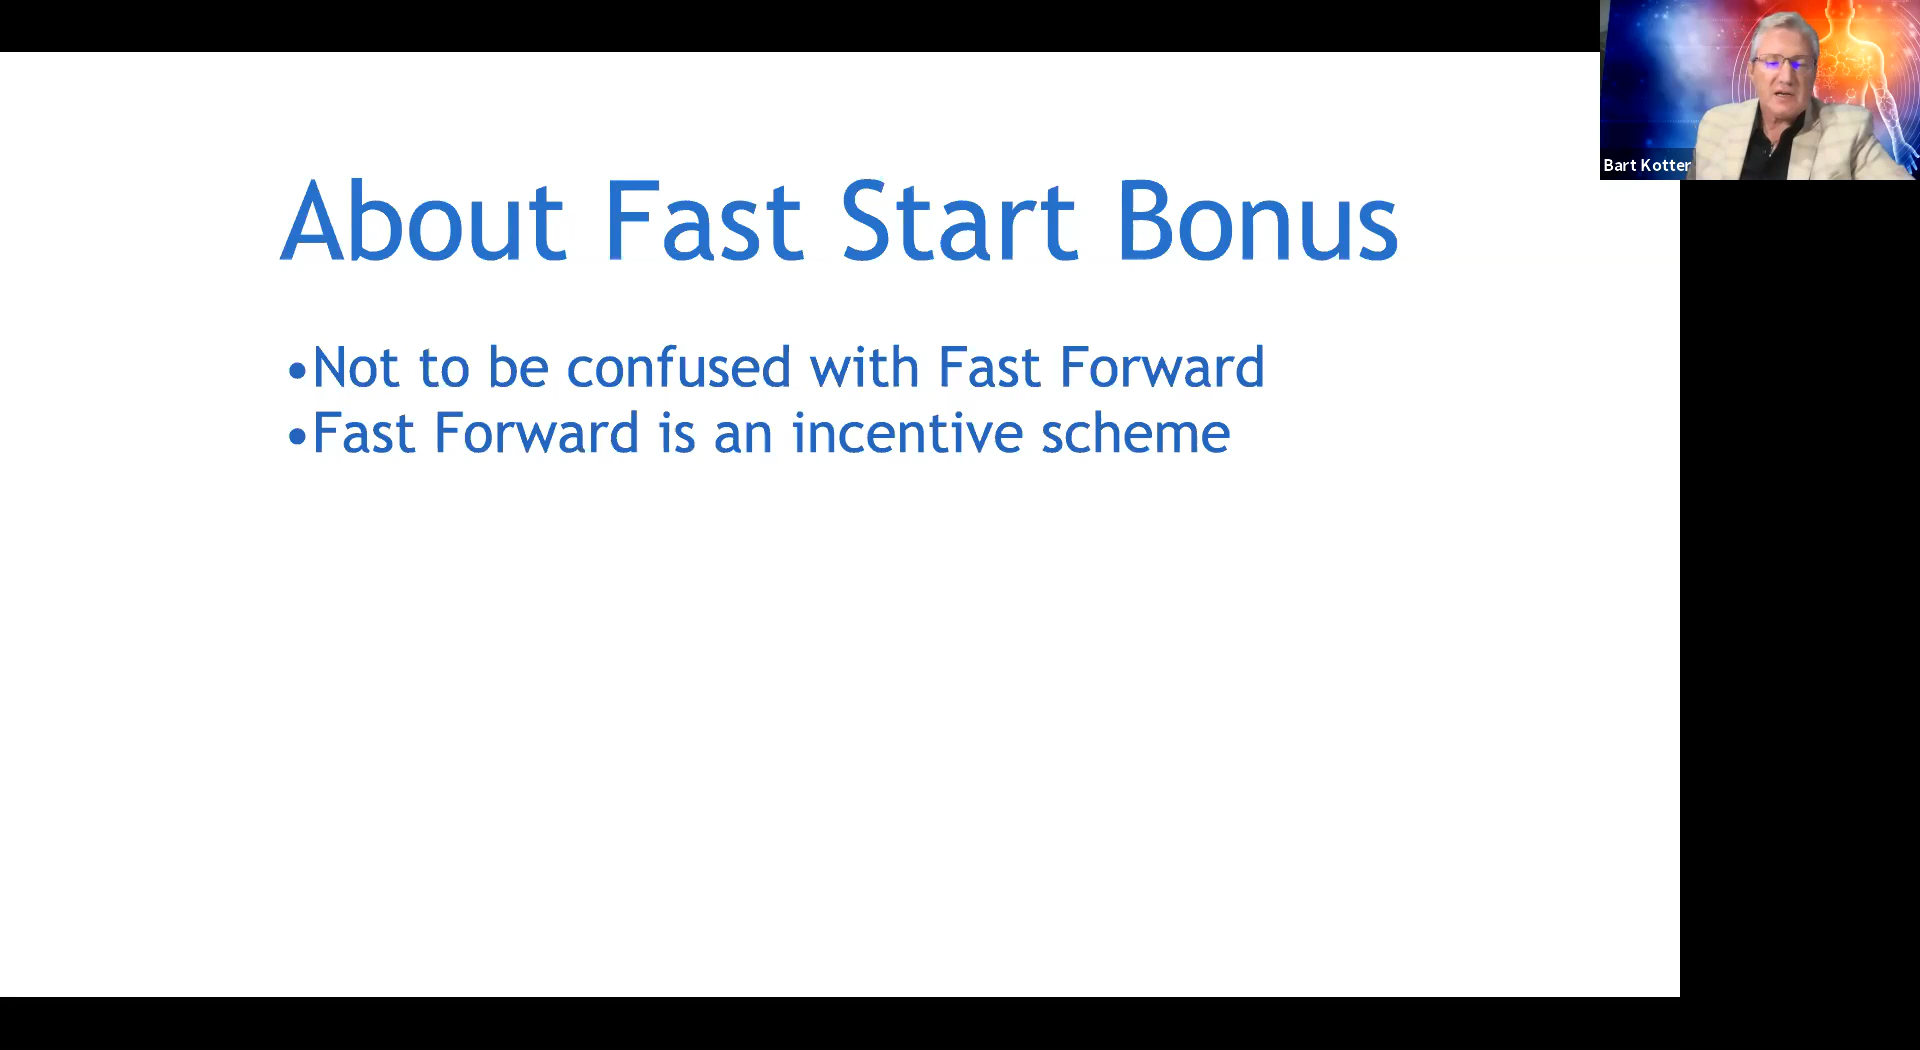 Bart Kotter
About Fast Start Bonus
•Not to be confused with Fast Forward
•Fast Forward is an incentive scheme